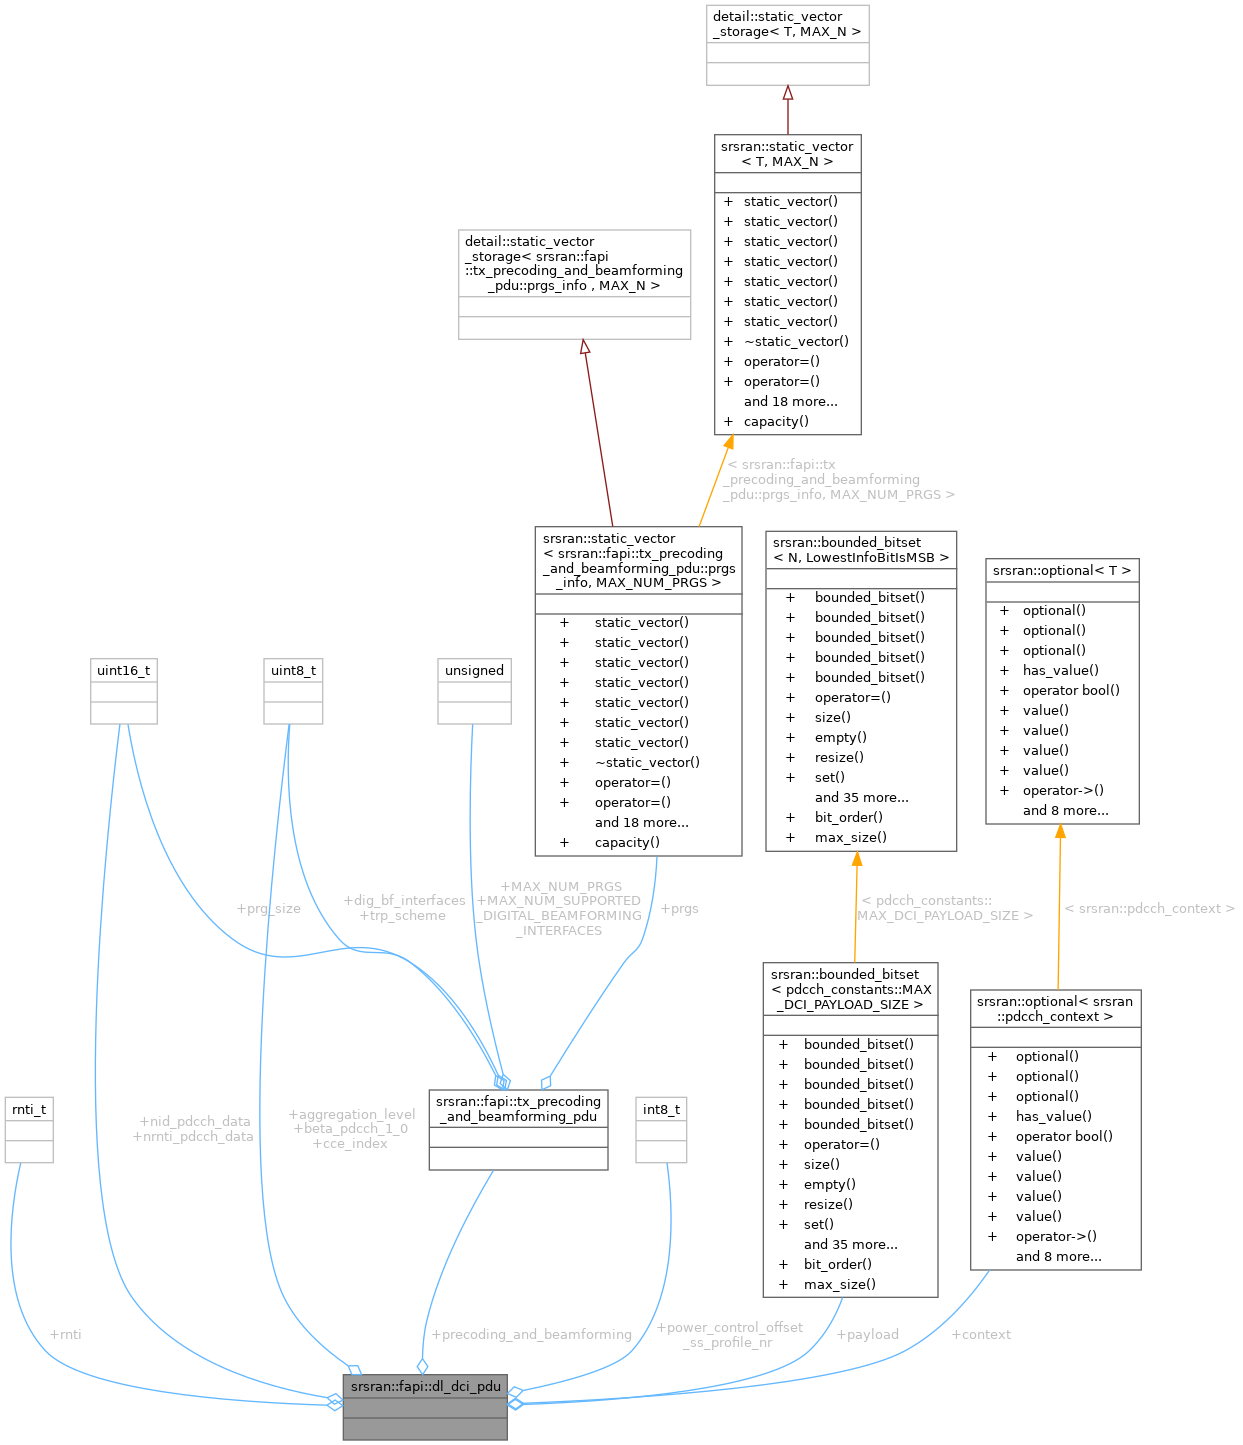 detail::static_vector
_storage< T, MAX_N >
srsran::static_vector
< T, MAX_N >
+ static_vector()
+ static_vector()
+ static_vector()
+ static_vector()
+ static_vector()
+ static_vector()
+ static_vector()
+ ~static_vector()
+ operator=()
+ operator=()
and 18 more...
+ capacity()
detail::static_vector
_storage< srsran::fapi
::tx_precoding_and_beamforming
_pdu::prgs_info , MAX_N >
< srsran::fapi::tx
_precoding_and_beamforming
_pdu::prgs_info, MAX_NUM_PRGS >
srsran::static_vector
< srsran::fapi::tx_precoding
_and_beamforming_pdu::prgs
_info, MAX_NUM_PRGS >
+ static_vector()
+ static_vector()
+ static_vector()
+ static_vector()
+ static_vector()
+ static_vector()
+ static_vector()
+ ~static_vector()
+ operator=()
+ operator=()
and 18 more...
+ capacity()
srsran::bounded_bitset
< N, LowestInfoBitIsMSB >
+ bounded_bitset()
+ bounded_bitset()
+ bounded_bitset()
+ bounded_bitset()
+ bounded_bitset()
+ operator=()
+ size()
+ empty()
+ resize()
+ set()
and 35 more...
+ bit_order()
+ max_size()
srsran::optional< T >
+ optional()
+ optional()
+ optional()
+ has_value()
+ operator bool()
+ value()
+ value()
+ value()
+ value()
+ operator->()
and 8 more...
uint16_t
uint8_t
unsigned
+prg_size
+dig_bf_interfaces
+trp_scheme
+MAX_NUM_PRGS
+MAX_NUM_SUPPORTED
_DIGITAL_BEAMFORMING
_INTERFACES
+prgs
< pdcch_constants::
MAX_DCI_PAYLOAD_SIZE >
< srsran::pdcch_context >
srsran::bounded_bitset
< pdcch_constants::MAX
_DCI_PAYLOAD_SIZE >
+ bounded_bitset()
+ bounded_bitset()
+ bounded_bitset()
+ bounded_bitset()
+ bounded_bitset()
+ operator=()
+ size()
+ empty()
+ resize()
+ set()
and 35 more...
+ bit_order()
+ max_size()
srsran::optional< srsran
::pdcch_context >
+ optional()
+ optional()
+ optional()
+ has_value()
+ operator bool()
+ value()
+ value()
+ value()
+ value()
+ operator->()
and 8 more...
rnti_t
+nid_pdcch_data
+nrnti_pdcch_data
+aggregation_level
+beta_pdcch_1_0
+cce_index
srsran::fapi::tx_precoding
_and_beamforming_pdu
int8_t
+rnti
+precoding_and_beamforming
+power_control_offset
_ss_profile_nr
+payload
+context
srsran::fapi::dl_dci_pdu